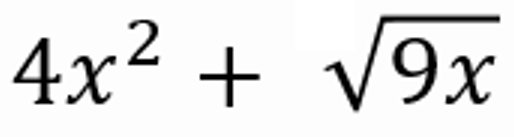 4x² + √(9x)